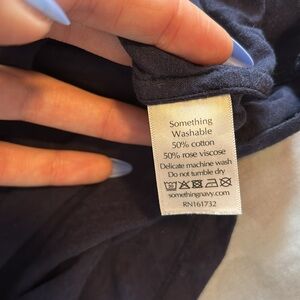 Something
Washable
50% cotton
50% rose viscose
Delicate machine wash
Do not tumble dry
somethingnavy.com
RN161732